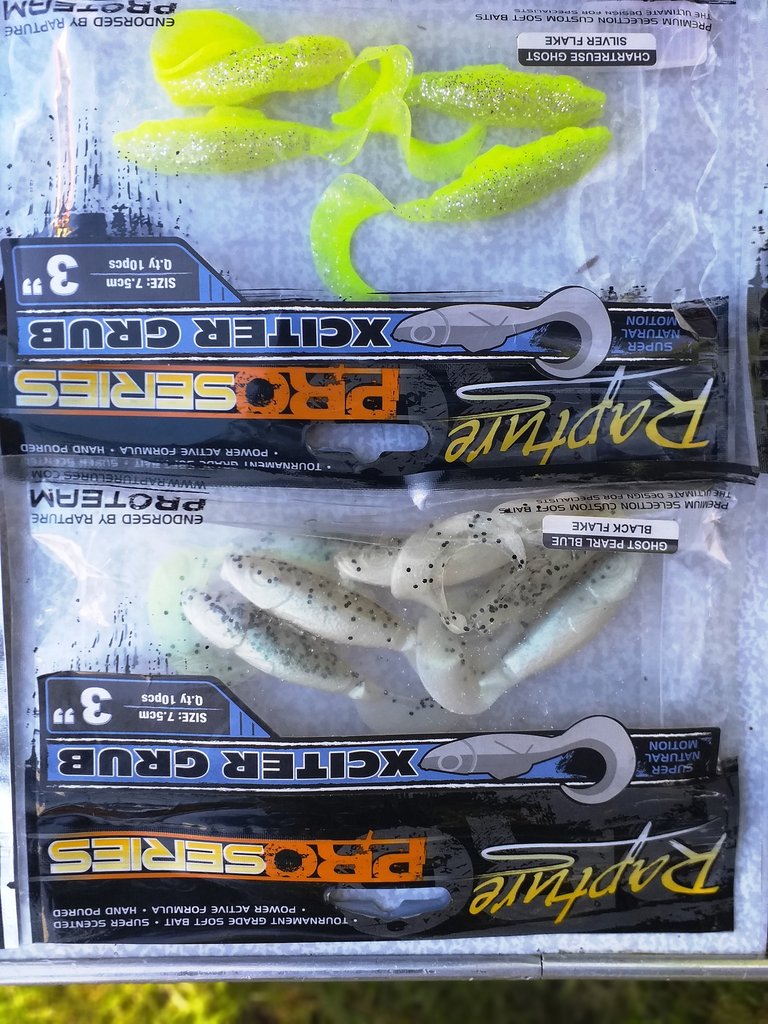 TOURNAMENT GRADE SOFT BAIT • SUPER SCENTED
• POWER ACTIVE FORMULA • HAND POURED
Rapture
PRO SERIES
SUPER
NATURAL
MOTION
XCITER GRUB
SIZE: 7.5cm
Q.ty 10pcs
3"
GHOST PEARL BLUE
BLACK FLAKE
PREMIUM SELECTION CUSTOM SOFT BAITS
THE ULTIMATE DESIGN FOR SPECIALISTS
ENDORSED BY RAPTURE
PROTEAM
WWW.RAPTURELURES.COM
TOURNAMENT GRADE SOFT BAIT • SUPER SCENTED
• POWER ACTIVE FORMULA • HAND POURED
Rapture
PRO SERIES
SUPER
NATURAL
MOTION
XCITER GRUB
SIZE: 7.5cm
Q.ty 10pcs
3"
CHARTREUSE GHOST
SILVER FLAKE
PREMIUM SELECTION CUSTOM SOFT BAITS
THE ULTIMATE DESIGN FOR
ENDORSED BY RAPTURE
PROTEAM